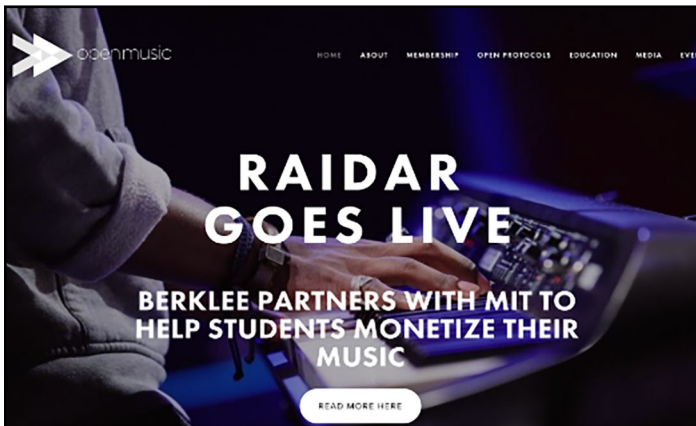 openmusic
HOME ABOUT MEMBERSHIP OPEN PROTOCOLS EDUCATION MEDIA
RAIDAR
GOES LIVE
BERKLEE PARTNERS WITH MIT TO
HELP STUDENTS MONETIZE THEIR
MUSIC
READ MORE HERE